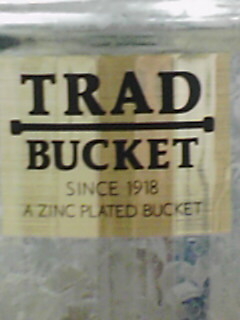 TRAD
BUCKET
SINCE 1918
A ZINC PLATED BUCKET